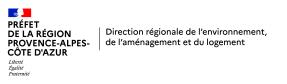 PRÉFET
DE LA RÉGION
PROVENCE-ALPES-
CÔTE D'AZUR
Liberté
Égalité
Fraternité
Direction régionale de l'environnement,
de l'aménagement et du logement